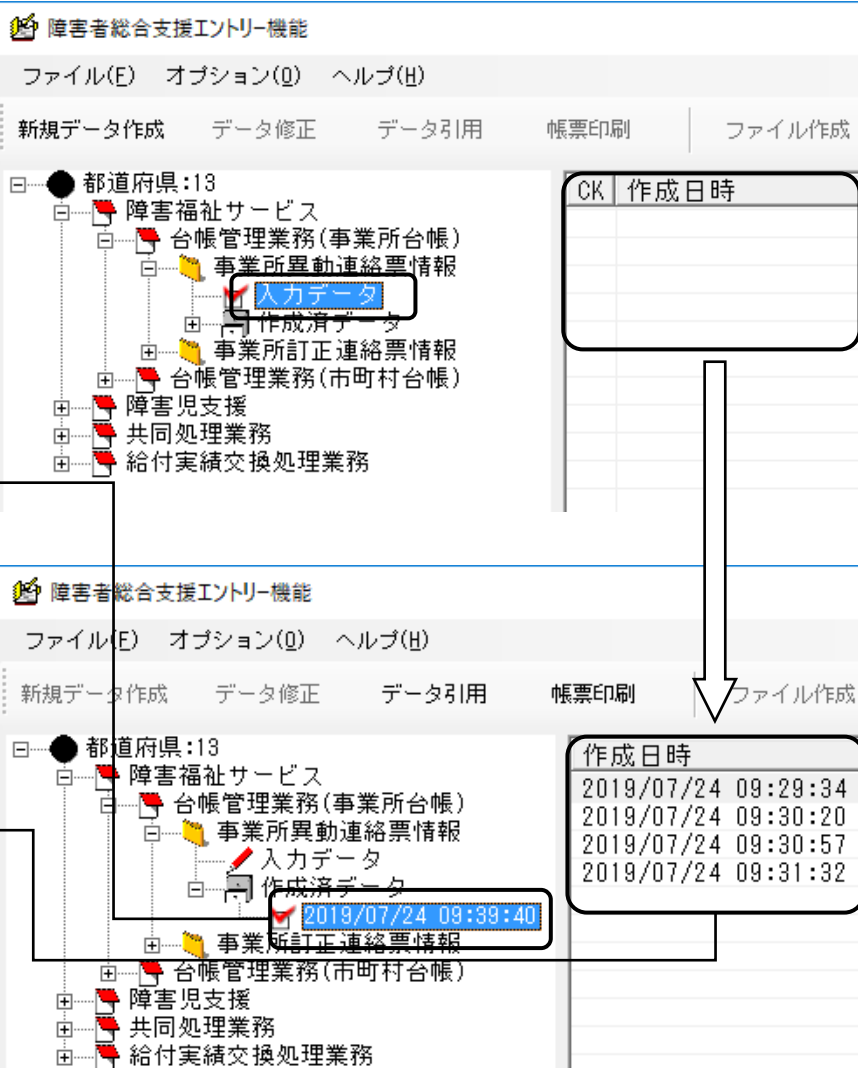 障害者総合支援エントリー機能
ファイル(F) オプション(O) ヘルプ(H)
新規データ作成 データ修正 データ引用 帳票印刷 ファイル作成
都道府県:13
障害福祉サービス
台帳管理業務(事業所台帳)
事業所異動連絡票情報
入力データ
作成済データ
事業所訂正連絡票情報
台帳管理業務(市町村台帳)
障害児支援
共同処理業務
給付実績交換処理業務
CK 作成日時
障害者総合支援エントリー機能
ファイル(F) オプション(O) ヘルプ(H)
新規データ作成 データ修正 データ引用 帳票印刷 ファイル作成
都道府県:13
障害福祉サービス
台帳管理業務(事業所台帳)
事業所異動連絡票情報
入力データ
作成済データ
2019/07/24 09:39:40
事業所訂正連絡票情報
台帳管理業務(市町村台帳)
障害児支援
共同処理業務
給付実績交換処理業務
作成日時
2019/07/24 09:29:34
2019/07/24 09:30:20
2019/07/24 09:30:57
2019/07/24 09:31:32